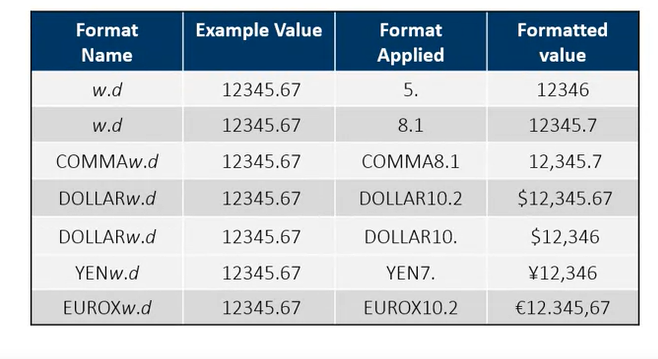 Format Name | Example Value | Format Applied | Formatted value
w.d | 12345.67 | 5. | 12346
w.d | 12345.67 | 8.1 | 12345.7
COMMAw.d | 12345.67 | COMMA8.1 | 12,345.7
DOLLARw.d | 12345.67 | DOLLAR10.2 | $12,345.67
DOLLARw.d | 12345.67 | DOLLAR10. | $12,346
YENw.d | 12345.67 | YEN7. | ¥12,346
EUROXw.d | 12345.67 | EUROX10.2 | €12.345,67